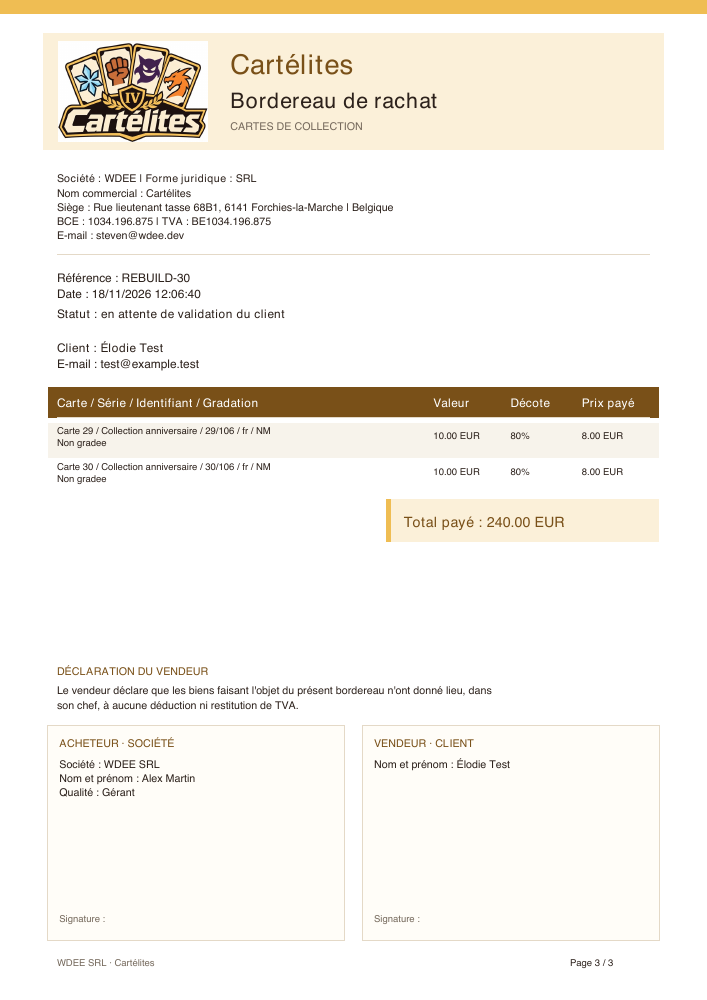 IV
Cartélites
Cartélites
Bordereau de rachat
CARTES DE COLLECTION
Société : WDEE | Forme juridique : SRL
Nom commercial : Cartélites
Siège : Rue lieutenant tasse 68B1, 6141 Forchies-la-Marche | Belgique
BCE : 1034.196.875 | TVA : BE1034.196.875
E-mail : steven@wdee.dev
Référence : REBUILD-30
Date : 18/11/2026 12:06:40
Statut : en attente de validation du client
Client : Élodie Test
E-mail : test@example.test
Carte / Série / Identifiant / Gradation Valeur Décote Prix payé
Carte 29 / Collection anniversaire / 29/106 / fr / NM
Non gradee 10.00 EUR 80% 8.00 EUR
Carte 30 / Collection anniversaire / 30/106 / fr / NM
Non gradee 10.00 EUR 80% 8.00 EUR
Total payé : 240.00 EUR
DÉCLARATION DU VENDEUR
Le vendeur déclare que les biens faisant l'objet du présent bordereau n'ont donné lieu, dans
son chef, à aucune déduction ni restitution de TVA.
ACHETEUR · SOCIÉTÉ
Société : WDEE SRL
Nom et prénom : Alex Martin
Qualité : Gérant
Signature :
VENDEUR · CLIENT
Nom et prénom : Élodie Test
Signature :
WDEE SRL · Cartélites Page 3 / 3